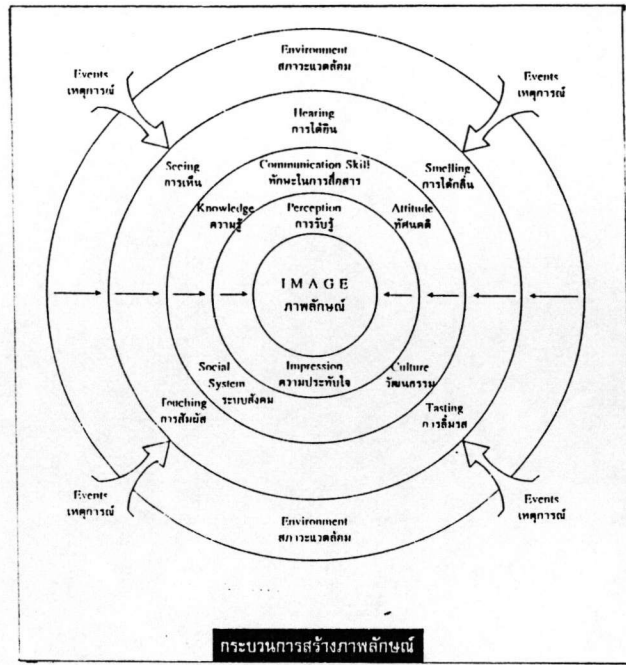 Environment
สภาวะแวดล้อม
Events
เหตุการณ์
Events
เหตุการณ์
Hearing
การได้ยิน
Seeing
การเห็น
Communication Skill
ทักษะในการสื่อสาร
Smelling
การได้กลิ่น
Knowledge
ความรู้
Perception
การรับรู้
Attitude
ทัศนคติ
IMAGE
ภาพลักษณ์
Social
System
ระบบสังคม
Impression
ความประทับใจ
Culture
วัฒนธรรม
Touching
การสัมผัส
Tasting
การลิ้มรส
Events
เหตุการณ์
Events
เหตุการณ์
Environment
สภาวะแวดล้อม
กระบวนการสร้างภาพลักษณ์